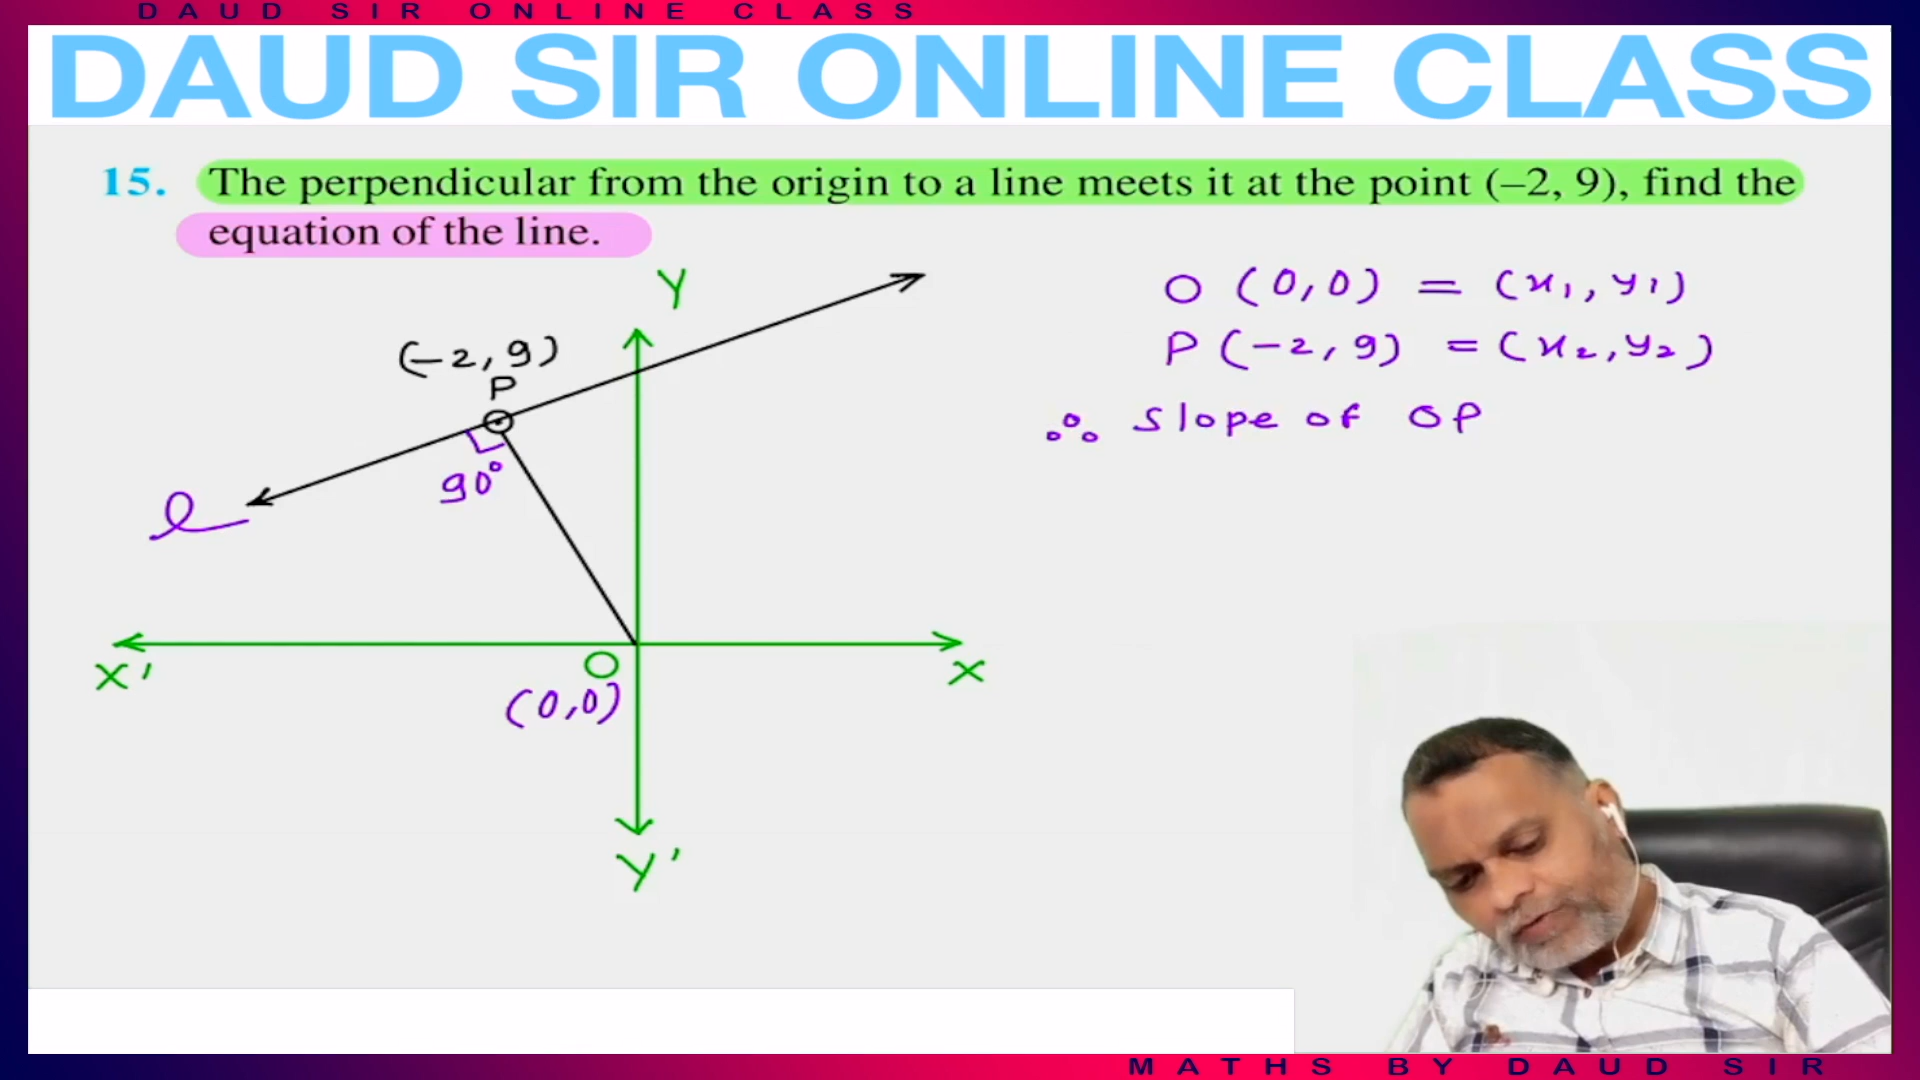 DAUD SIR ONLINE CLASS
DAUD SIR ONLINE CLASS
15. The perpendicular from the origin to a line meets it at the point (–2, 9), find the
equation of the line.
Y
O (0,0) = (x₁, y₁)
(-2, 9)
P (-2, 9) = (x₂, y₂)
P
∴ Slope of OP
90°
l
X'
O
X
(0,0)
Y'
MATHS BY DAUD SIR